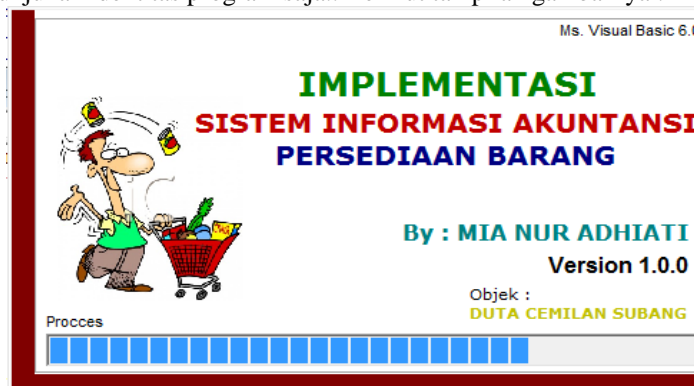 Ms. Visual Basic 6.0
IMPLEMENTASI
SISTEM INFORMASI AKUNTANSI
PERSEDIAAN BARANG
By : MIA NUR ADHIATI
Version 1.0.0
Objek :
DUTA CEMILAN SUBANG
Procces